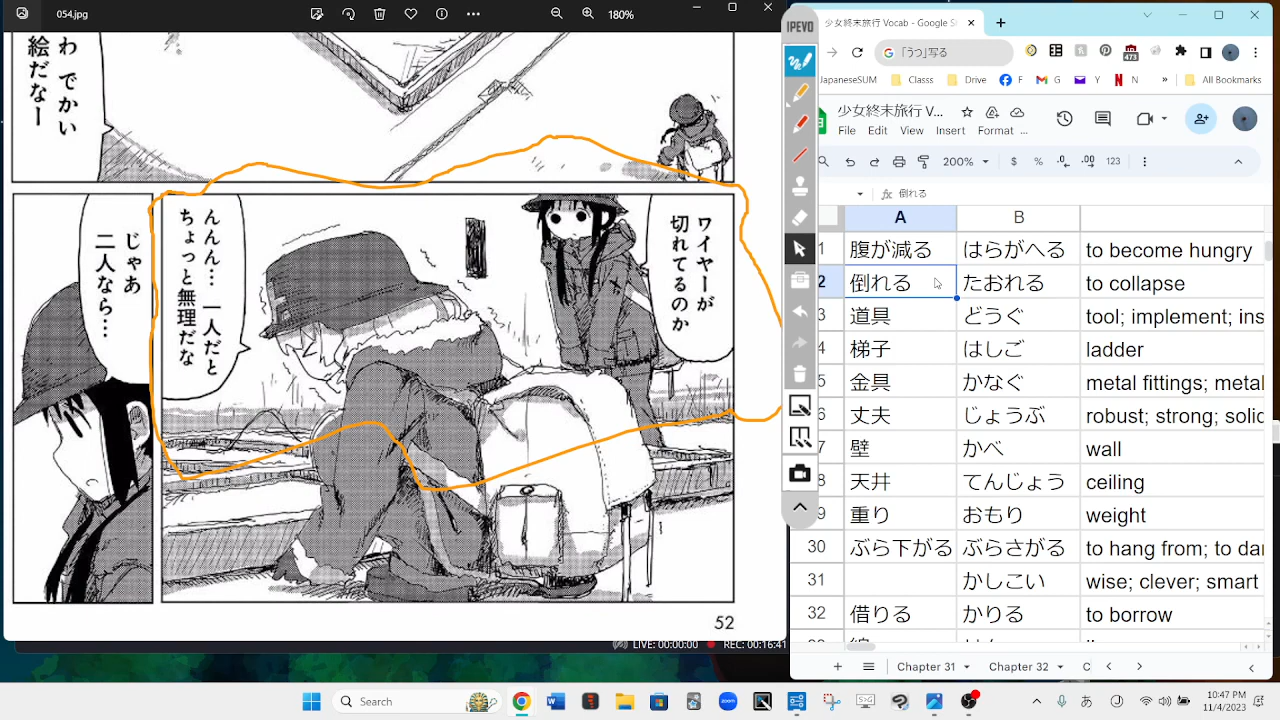 054.jpg
180%
わ でかい
絵だなー
ワイヤーが
切れてるのか
んんん… 一人だと
ちょっと無理だな
じゃあ
二人なら…
52
LIVE: 00:00:00 REC: 00:16:41
IPEVO
少女終末旅行 Vocab - Google S
「うつ」写る
473
JapaneseSUM Classs Drive F G Y N » All Bookmarks
少女終末旅行 V...
File Edit View Insert Format ...
200% $ % .0 .00 123
fx 倒れる
A B
1 腹が減る はらがへる to become hungry
2 倒れる たおれる to collapse
3 道具 どうぐ tool; implement; ins
4 梯子 はしご ladder
5 金具 かなぐ metal fittings; metal
6 丈夫 じょうぶ robust; strong; solid
7 壁 かべ wall
8 天井 てんじょう ceiling
9 重り おもり weight
30 ぶら下がる ぶらさがる to hang from; to dan
31 かしこい wise; clever; smart
32 借りる かりる to borrow
+ Chapter 31 Chapter 32 C
Search
zoom
あ
10:47 PM
11/4/2023